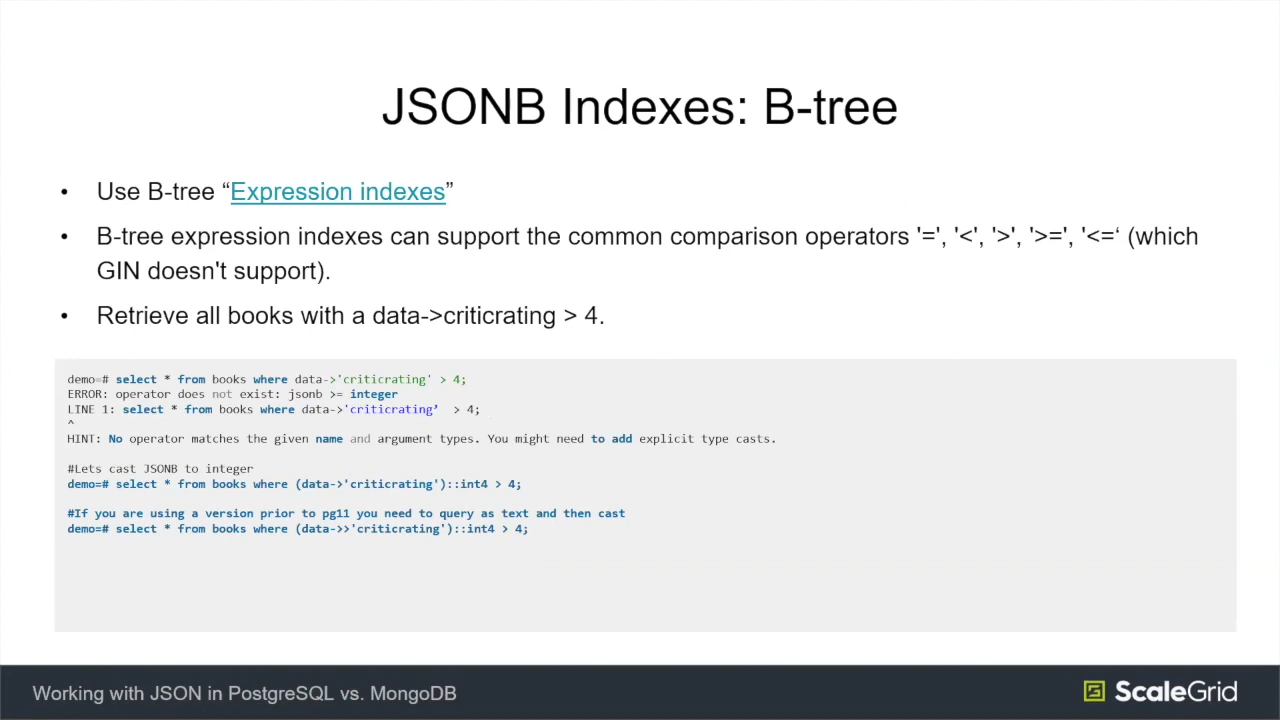 JSONB Indexes: B-tree
• Use B-tree “Expression indexes”
• B-tree expression indexes can support the common comparison operators '=', '<', '>', '>=', '<=‘ (which
GIN doesn't support).
• Retrieve all books with a data->criticrating > 4.
demo=# select * from books where data->'criticrating' > 4;
ERROR: operator does not exist: jsonb >= integer
LINE 1: select * from books where data->'criticrating’  > 4;
^
HINT: No operator matches the given name and argument types. You might need to add explicit type casts.
#Lets cast JSONB to integer
demo=# select * from books where (data->'criticrating')::int4 > 4;
#If you are using a version prior to pg11 you need to query as text and then cast
demo=# select * from books where (data->>'criticrating')::int4 > 4;
Working with JSON in PostgreSQL vs. MongoDB
ScaleGrid